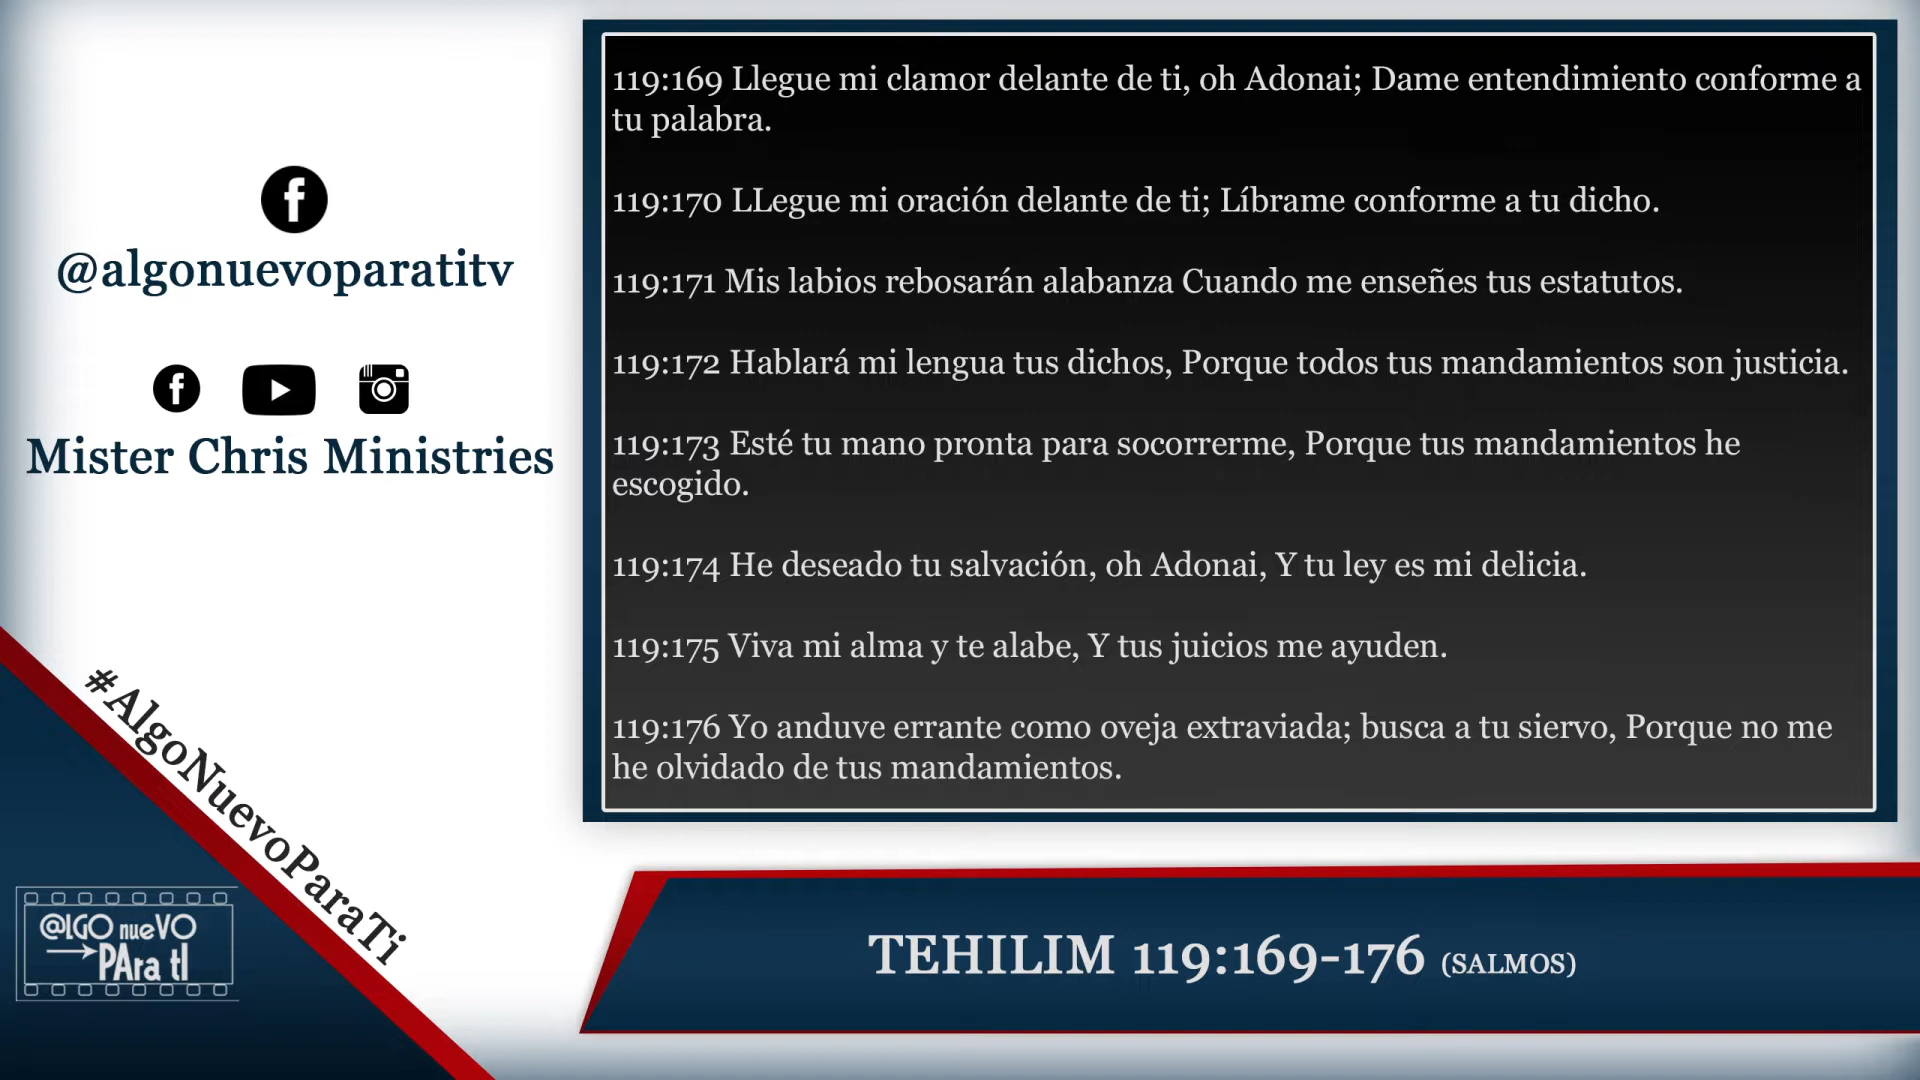 @algonuevoparatitv
Mister Chris Ministries
#AlgoNuevoParaTi
@lGO nueVO
PAra tI
119:169 Llegue mi clamor delante de ti, oh Adonai; Dame entendimiento conforme a
tu palabra.
119:170 LLegue mi oración delante de ti; Líbrame conforme a tu dicho.
119:171 Mis labios rebosarán alabanza Cuando me enseñes tus estatutos.
119:172 Hablará mi lengua tus dichos, Porque todos tus mandamientos son justicia.
119:173 Esté tu mano pronta para socorrerme, Porque tus mandamientos he
escogido.
119:174 He deseado tu salvación, oh Adonai, Y tu ley es mi delicia.
119:175 Viva mi alma y te alabe, Y tus juicios me ayuden.
119:176 Yo anduve errante como oveja extraviada; busca a tu siervo, Porque no me
he olvidado de tus mandamientos.
TEHILIM 119:169-176 (SALMOS)